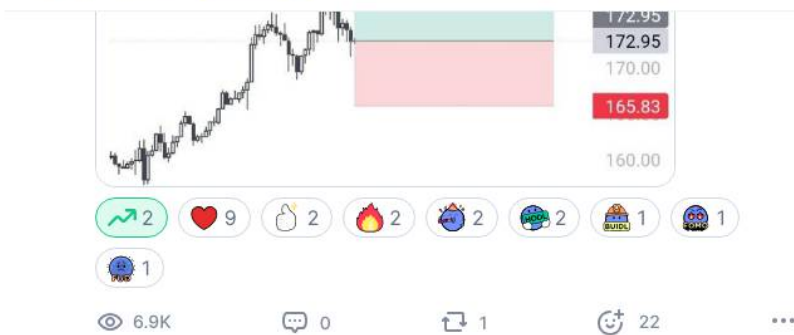 172.95
172.95
170.00
165.83
160.00
2 9 2 2 2 HODL 2 BUIDL 1 FOMO 1
FUD 1
6.9K 0 1 22